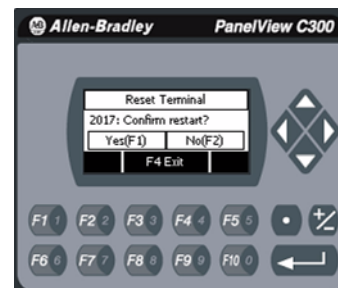 AB Allen-Bradley PanelView C300
Reset Terminal
2017: Confirm restart?
Yes(F1) No(F2)
F4 Exit
F1 1 F2 2 F3 3 F4 4 F5 5 • +/-
F6 6 F7 7 F8 8 F9 9 F10 0